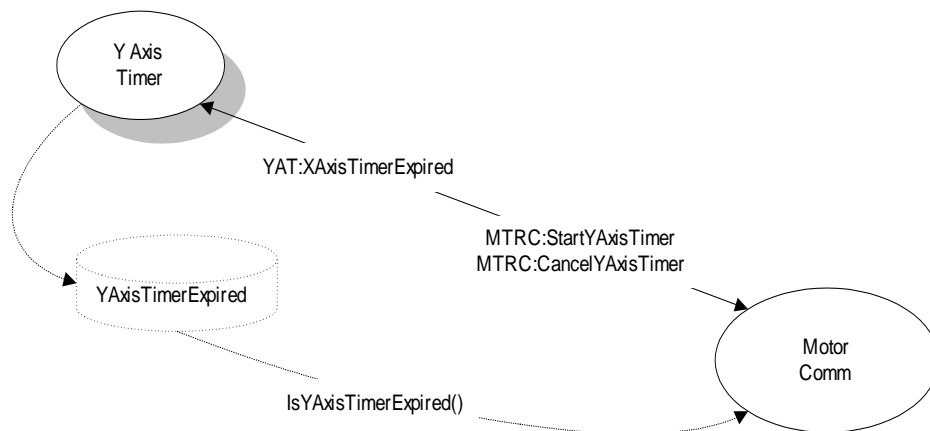 Y Axis
Timer
YAT:XAxisTimerExpired
MTRC:StartYAxisTimer
MTRC:CancelYAxisTimer
YAxisTimerExpired
Motor
Comm
IsYAxisTimerExpired()